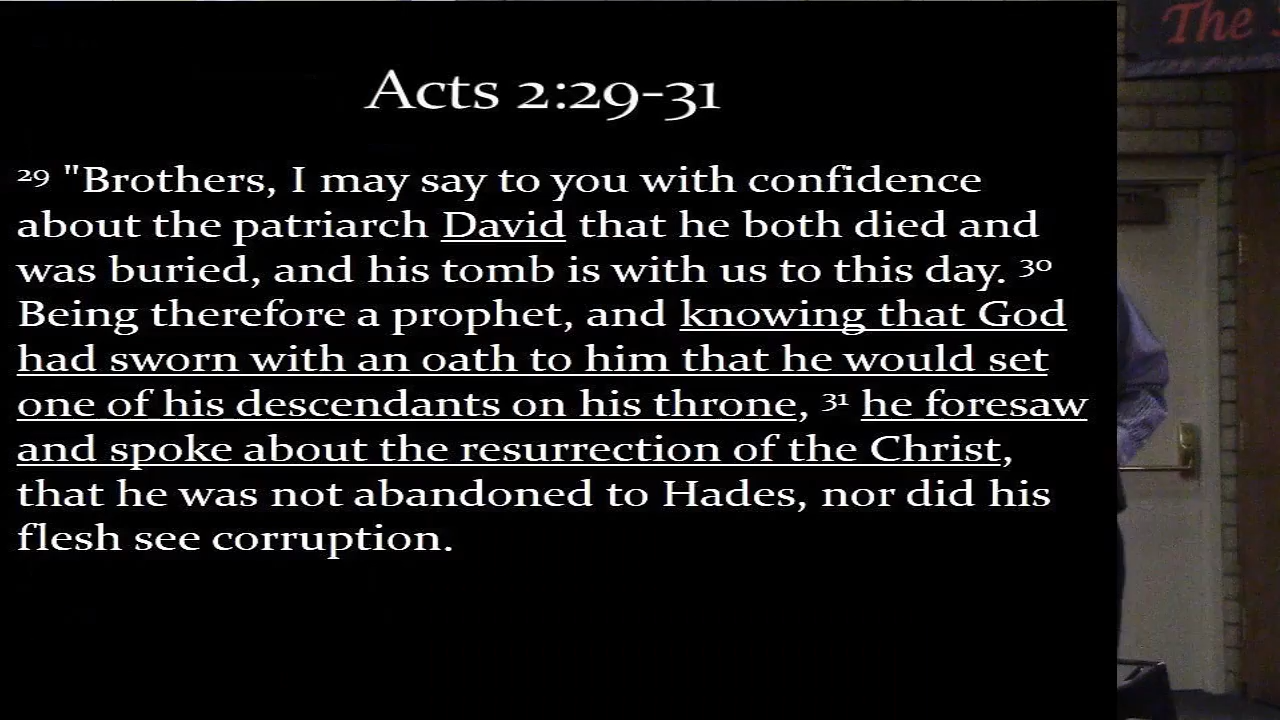 Acts 2:29-31
29 "Brothers, I may say to you with confidence
about the patriarch David that he both died and
was buried, and his tomb is with us to this day. 30
Being therefore a prophet, and knowing that God
had sworn with an oath to him that he would set
one of his descendants on his throne, 31 he foresaw
and spoke about the resurrection of the Christ,
that he was not abandoned to Hades, nor did his
flesh see corruption.
The